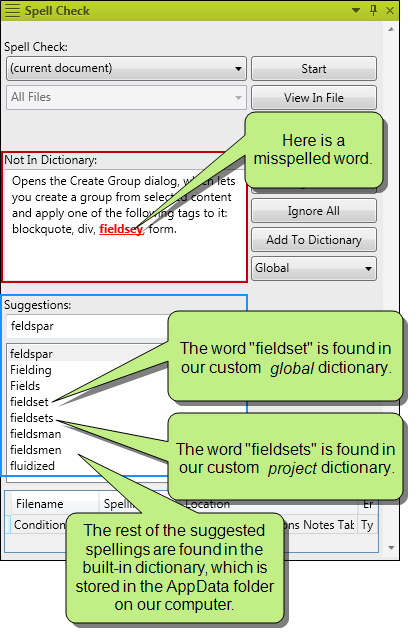 Spell Check
Spell Check:
(current document)
Start
All Files
View In File
Here is a
misspelled word.
Not In Dictionary:
Opens the Create Group dialog, which lets
you create a group from selected content
and apply one of the following tags to it:
blockquote, div, fieldsey, form.
Ignore All
Add To Dictionary
Global
Suggestions:
feldspar
feldspar
Fielding
Fields
fieldset
fieldsets
fieldsman
fieldsmen
fluidized
The word "fieldset" is found in
our custom global dictionary.
The word "fieldsets" is found in
our custom project dictionary.
Filename Spelling Location Er
Condition ons Notes Tab Ty
The rest of the suggested
spellings are found in the
built-in dictionary, which is
stored in the AppData folder
on our computer.